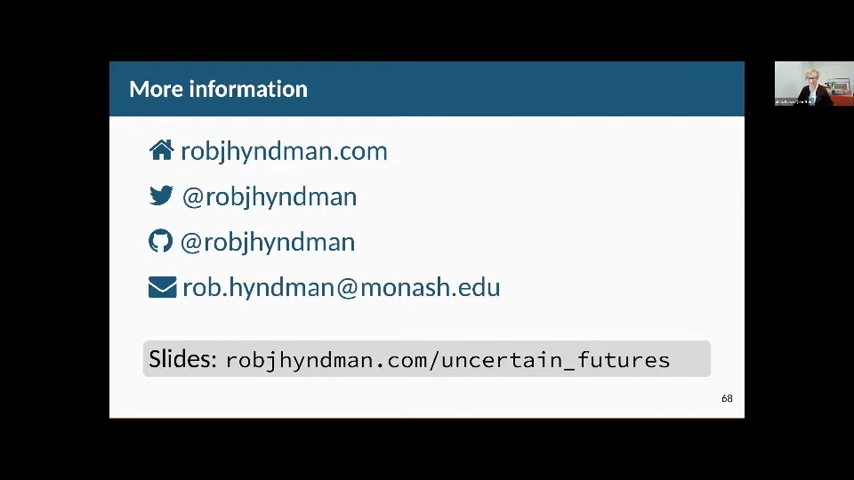 More information
robjhyndman.com
@robjhyndman
@robjhyndman
rob.hyndman@monash.edu
Slides: robjhyndman.com/uncertain_futures
68